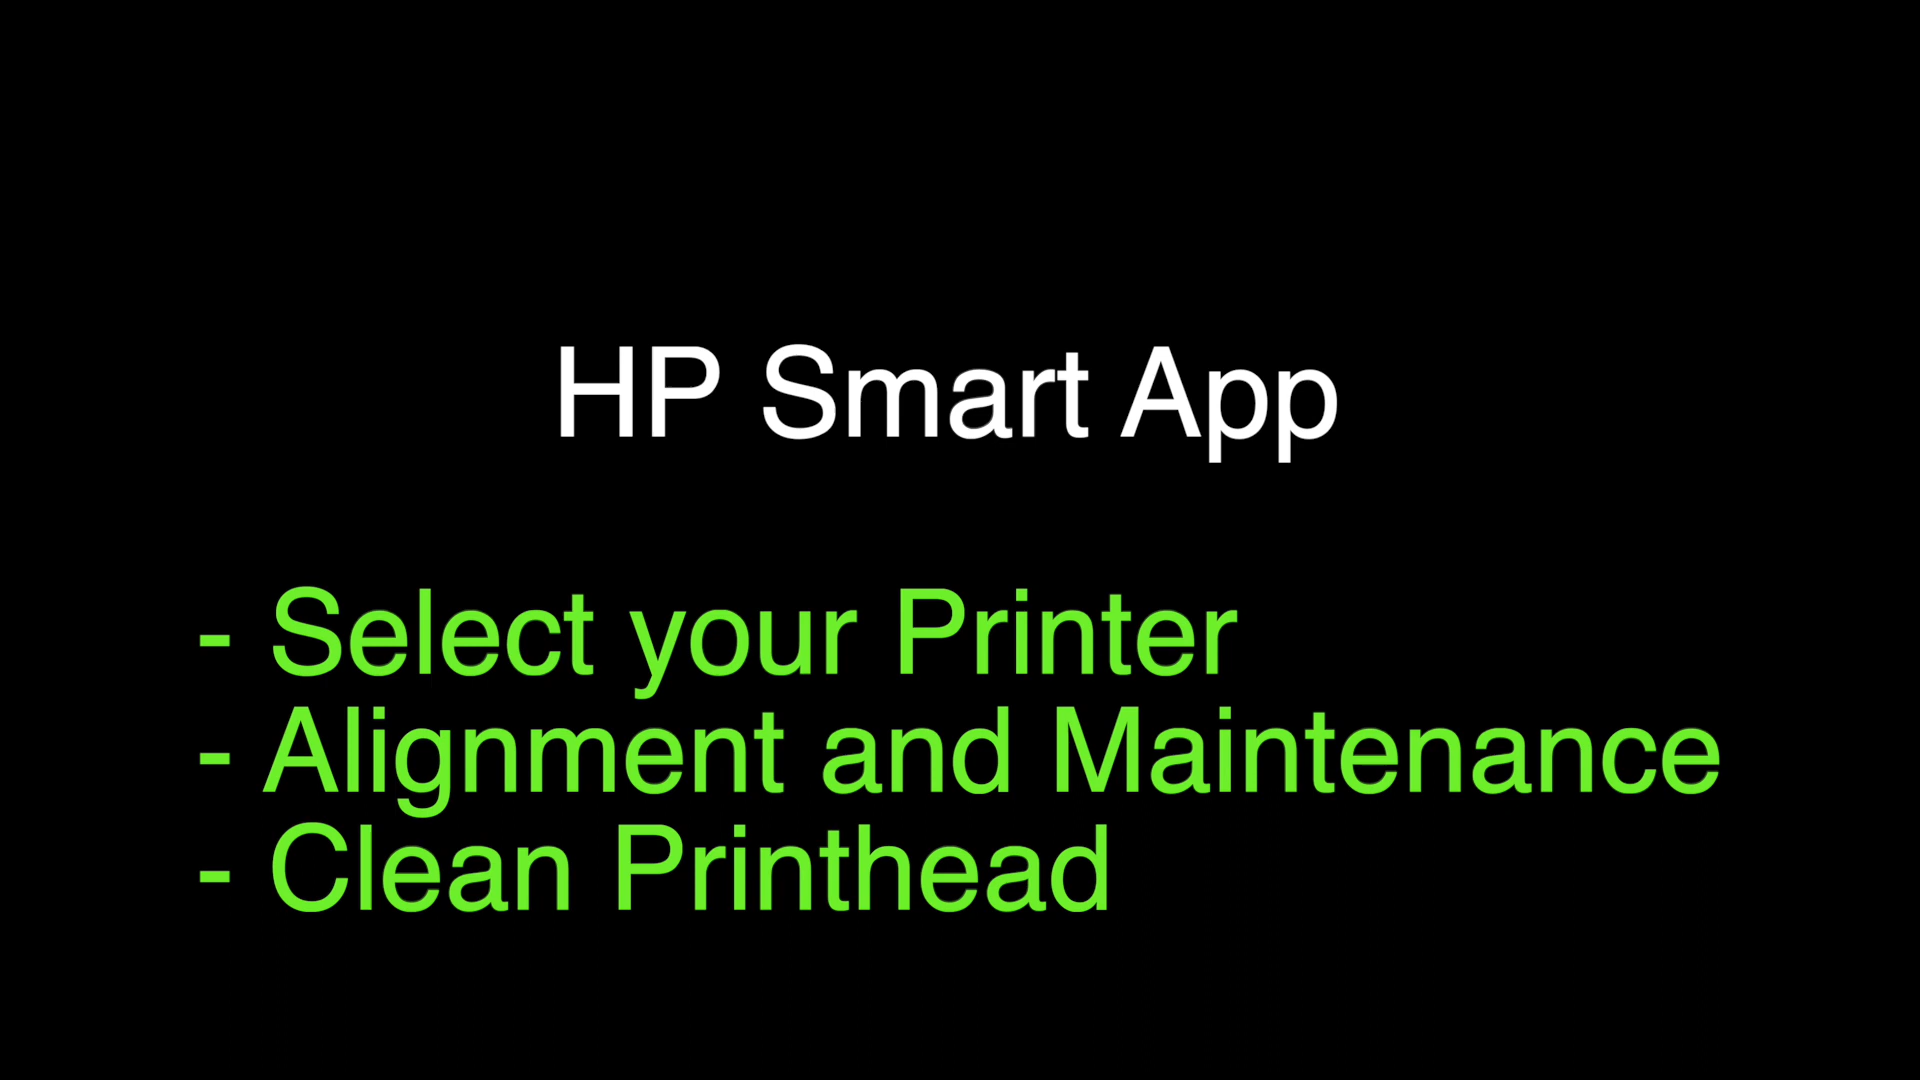 HP Smart App
- Select your Printer
- Alignment and Maintenance
- Clean Printhead